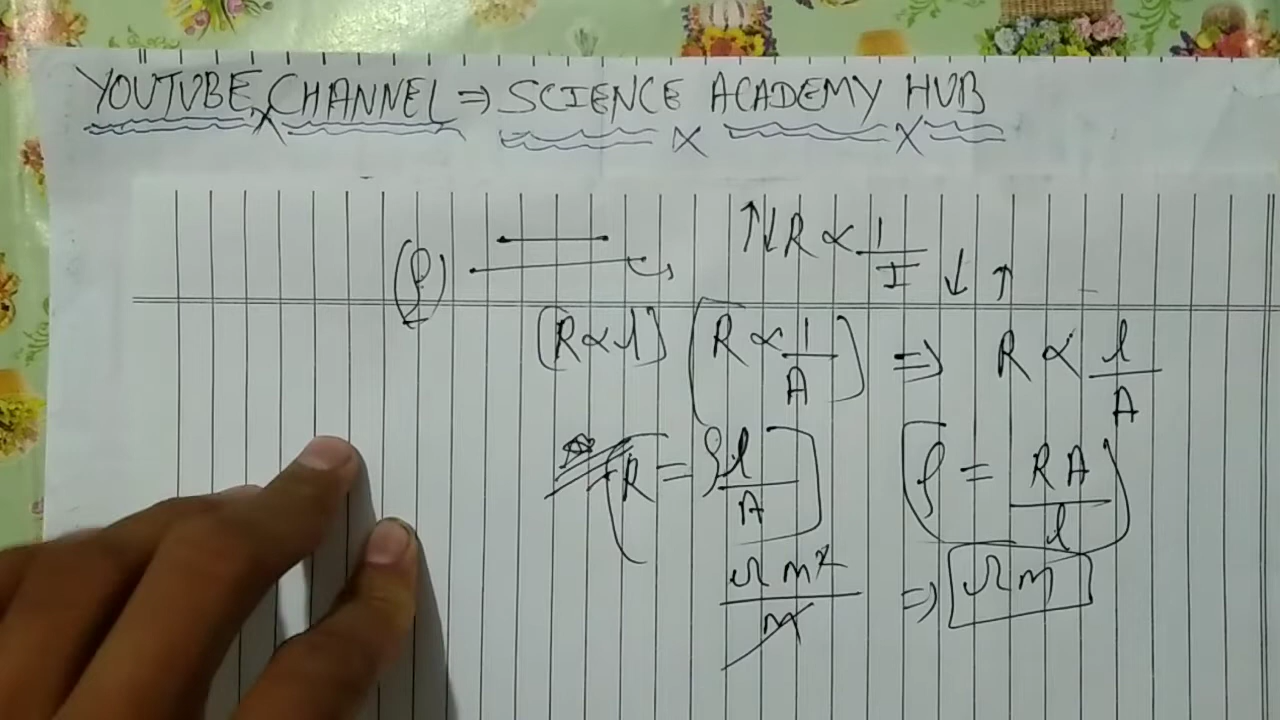 YOUTUBE CHANNEL ⇒ SCIENCE ACADEMY HUB
(ρ) ↑↓ R ∝ 1/I ↓ ↑
(R ∝ l) (R ∝ 1/A) ⇒ R ∝ l/A
(R = ρl/A) (ρ = RA/l)
Ωm²/m ⇒ Ωm